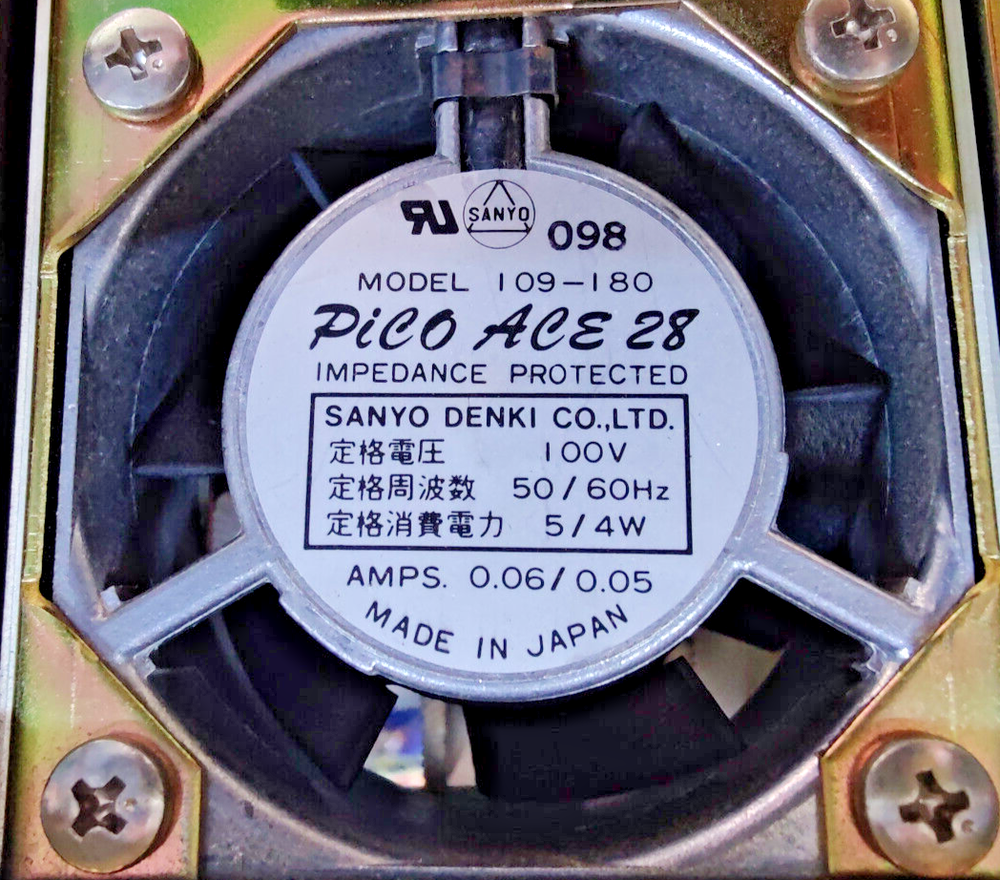 RU SANYO 098
MODEL 109-180
PiCO ACE 28
IMPEDANCE PROTECTED
SANYO DENKI CO.,LTD.
定格電圧 100V
定格周波数 50/60Hz
定格消費電力 5/4W
AMPS. 0.06/0.05
MADE IN JAPAN